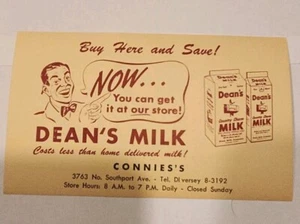 Buy Here and Save!
NOW...
You can get
it at our store!
DEAN'S MILK
Costs less than home delivered milk!
CONNIE'S
3763 No. Southport Ave. - Tel. DIversey 8-3192
Store Hours: 8 A.M. to 7 P.M. Daily - Closed Sunday
Dean's
MILK
Dean's
MILK